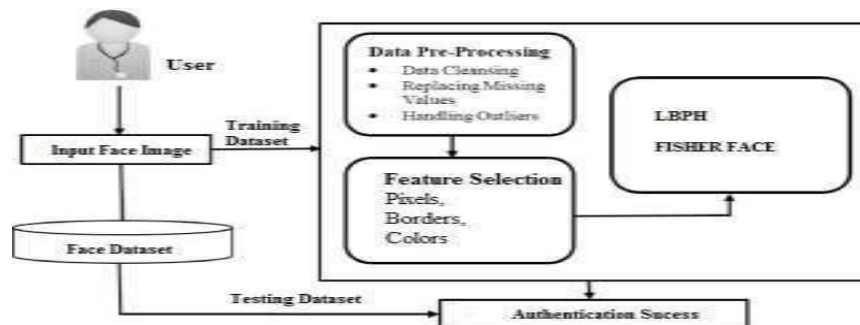 User
Input Face Image
Training
Dataset
Face Dataset
Testing Dataset
Data Pre-Processing
• Data Cleansing
• Replacing Missing
Values
• Handling Outliers
Feature Selection
Pixels,
Borders,
Colors
LBPH
FISHER FACE
Authentication Sucess